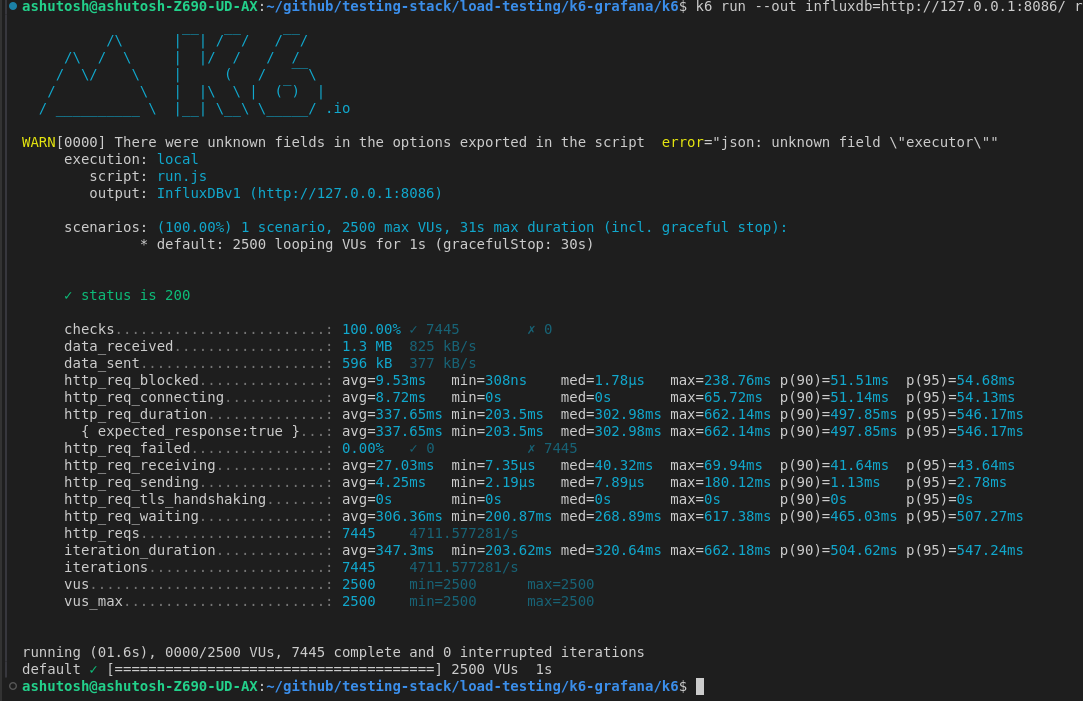 ashutosh@ashutosh-Z690-UD-AX:~/github/testing-stack/load-testing/k6-grafana/k6$ k6 run --out influxdb=http://127.0.0.1:8086/ r
.io
WARN[0000] There were unknown fields in the options exported in the script  error="json: unknown field \"executor\""
execution: local
script: run.js
output: InfluxDBv1 (http://127.0.0.1:8086)
scenarios: (100.00%) 1 scenario, 2500 max VUs, 31s max duration (incl. graceful stop):
* default: 2500 looping VUs for 1s (gracefulStop: 30s)
✓ status is 200
checks.........................: 100.00% ✓ 7445        ✗ 0
data_received..................: 1.3 MB  825 kB/s
data_sent......................: 596 kB  377 kB/s
http_req_blocked...............: avg=9.53ms   min=308ns    med=1.78µs   max=238.76ms p(90)=51.51ms  p(95)=54.68ms
http_req_connecting............: avg=8.72ms   min=0s       med=0s       max=65.72ms  p(90)=51.14ms  p(95)=54.13ms
http_req_duration..............: avg=337.65ms min=203.5ms  med=302.98ms max=662.14ms p(90)=497.85ms p(95)=546.17ms
{ expected_response:true }...: avg=337.65ms min=203.5ms  med=302.98ms max=662.14ms p(90)=497.85ms p(95)=546.17ms
http_req_failed................: 0.00%   ✓ 0           ✗ 7445
http_req_receiving.............: avg=27.03ms  min=7.35µs   med=40.32ms  max=69.94ms  p(90)=41.64ms  p(95)=43.64ms
http_req_sending...............: avg=4.25ms   min=2.19µs   med=7.89µs   max=180.12ms p(90)=1.13ms   p(95)=2.78ms
http_req_tls_handshaking.......: avg=0s       min=0s       med=0s       max=0s       p(90)=0s       p(95)=0s
http_req_waiting...............: avg=306.36ms min=200.87ms med=268.89ms max=617.38ms p(90)=465.03ms p(95)=507.27ms
http_reqs......................: 7445    4711.577281/s
iteration_duration.............: avg=347.3ms  min=203.62ms med=320.64ms max=662.18ms p(90)=504.62ms p(95)=547.24ms
iterations.....................: 7445    4711.577281/s
vus............................: 2500    min=2500      max=2500
vus_max........................: 2500    min=2500      max=2500
running (01.6s), 0000/2500 VUs, 7445 complete and 0 interrupted iterations
default ✓ [======================================] 2500 VUs  1s
ashutosh@ashutosh-Z690-UD-AX:~/github/testing-stack/load-testing/k6-grafana/k6$